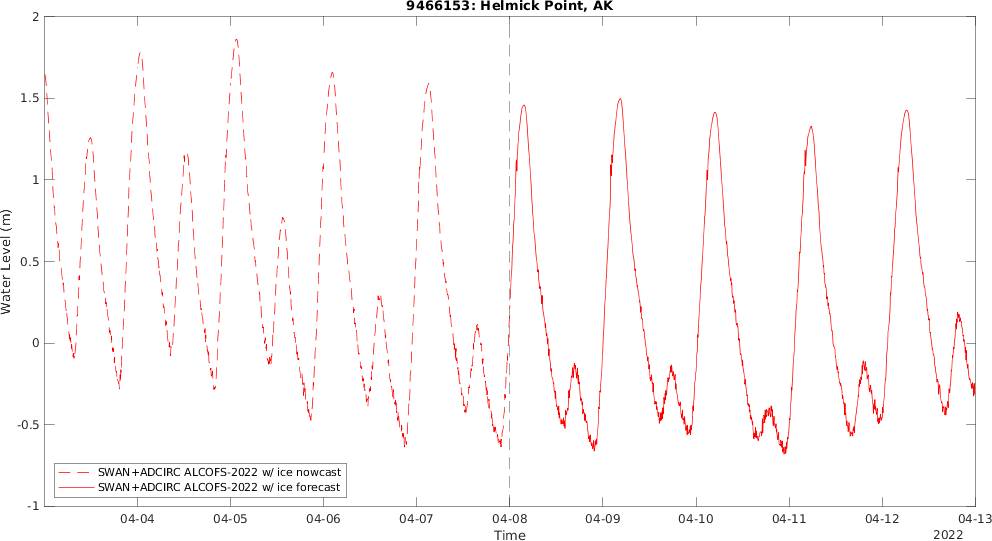 9466153: Helmick Point, AK
2
1.5
1
0.5
0
-0.5
-1
Water Level (m)
SWAN+ADCIRC ALCOFS-2022 w/ ice nowcast
SWAN+ADCIRC ALCOFS-2022 w/ ice forecast
04-04 04-05 04-06 04-07 04-08 04-09 04-10 04-11 04-12 04-13
Time
2022